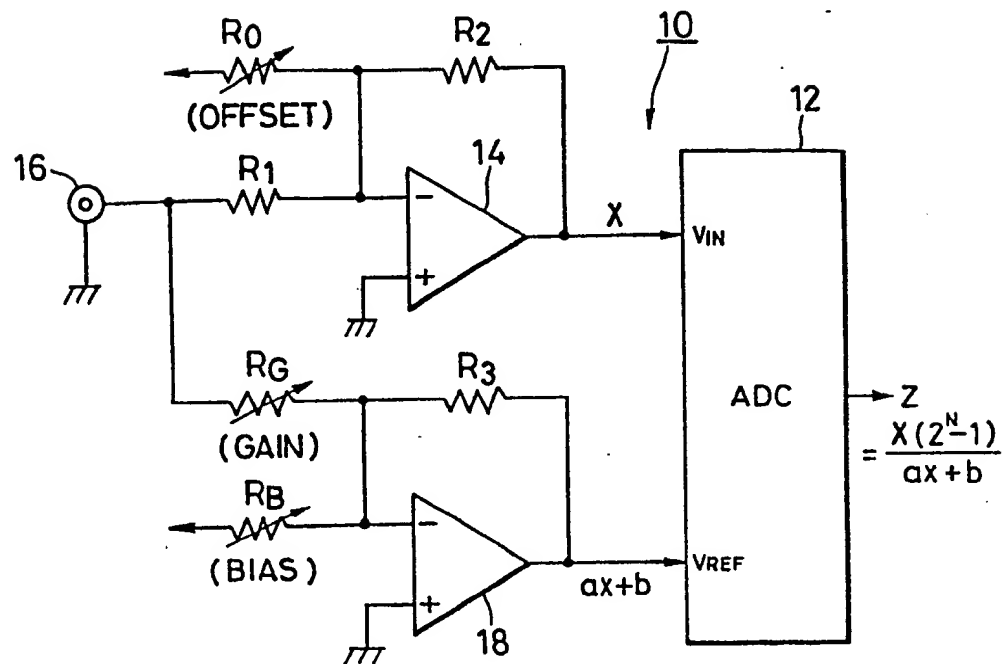 10
R0
(OFFSET)
R2
12
16
R1
14
−
+
X
VIN
RG
(GAIN)
R3
ADC
Z
= X(2^N−1)
ax+b
RB
(BIAS)
−
+
18
ax+b
VREF